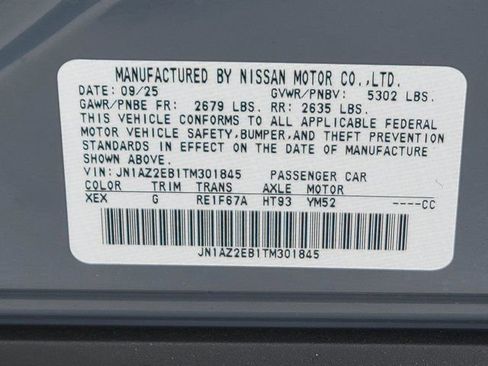 MANUFACTURED BY NISSAN MOTOR CO.,LTD.
DATE: 09/25 GVWR/PNBV: 5302 LBS.
GAWR/PNBE FR: 2679 LBS. RR: 2635 LBS.
THIS VEHICLE CONFORMS TO ALL APPLICABLE FEDERAL
MOTOR VEHICLE SAFETY, BUMPER, AND THEFT PREVENTION
STANDARDS IN EFFECT ON THE DATE OF MANUFACTURE
SHOWN ABOVE.
VIN: JN1AZ2EB1TM301845 PASSENGER CAR
COLOR TRIM TRANS AXLE MOTOR
XEX G RE1F67A HT93 YM52 ----CC
JN1AZ2EB1TM301845